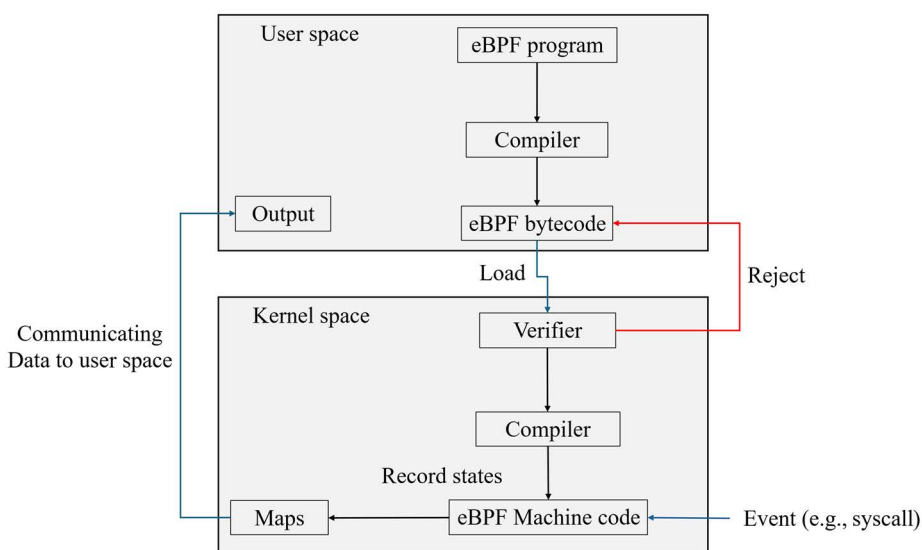 User space
eBPF program
Compiler
Output
eBPF bytecode
Load
Reject
Kernel space
Verifier
Communicating
Data to user space
Compiler
Record states
Maps
eBPF Machine code
Event (e.g., syscall)